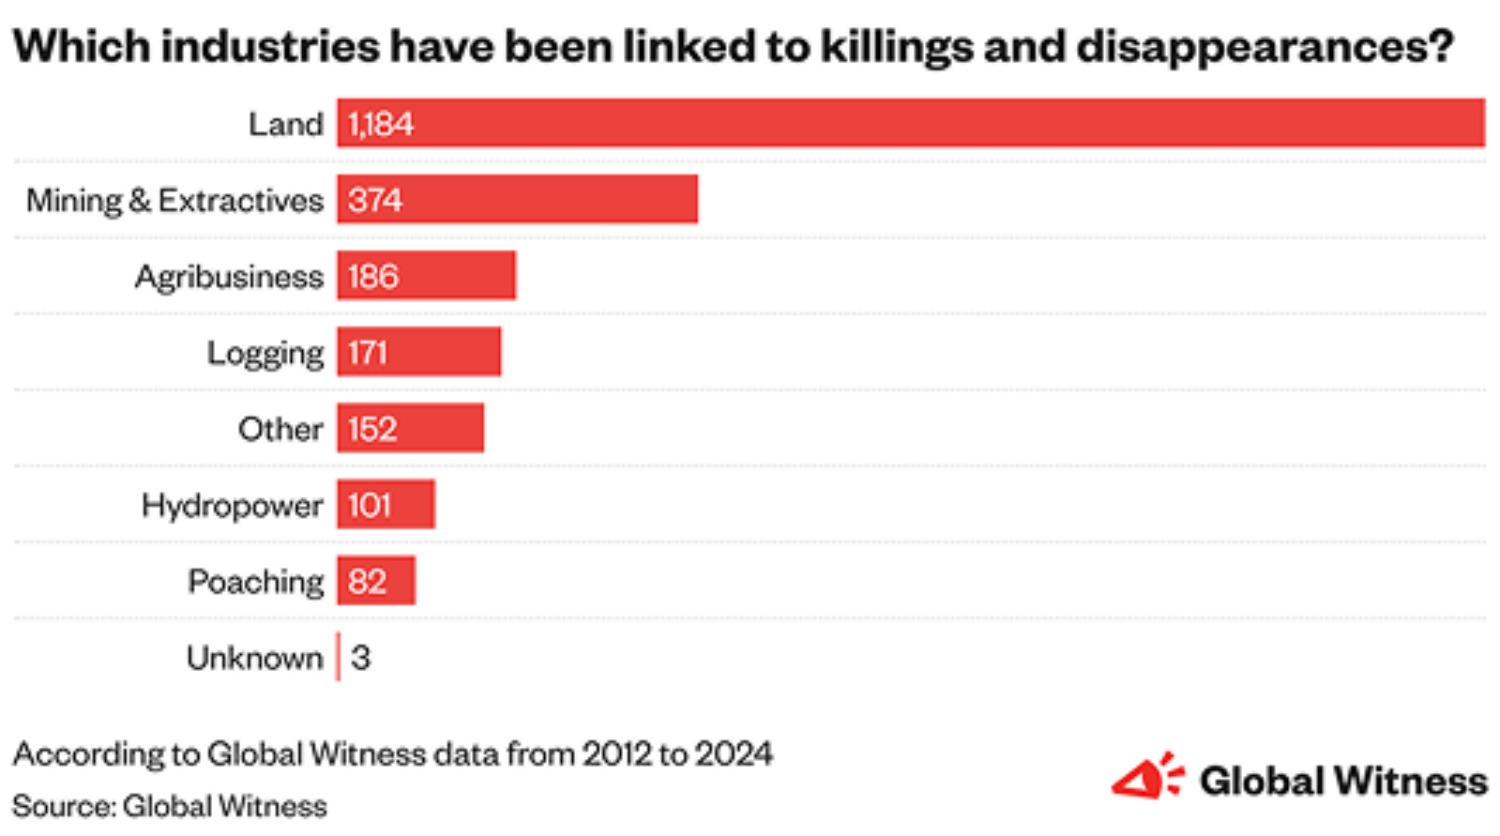 Which industries have been linked to killings and disappearances?
Land 1,184
Mining & Extractives 374
Agribusiness 186
Logging 171
Other 152
Hydropower 101
Poaching 82
Unknown 3
According to Global Witness data from 2012 to 2024
Source: Global Witness
Global Witness